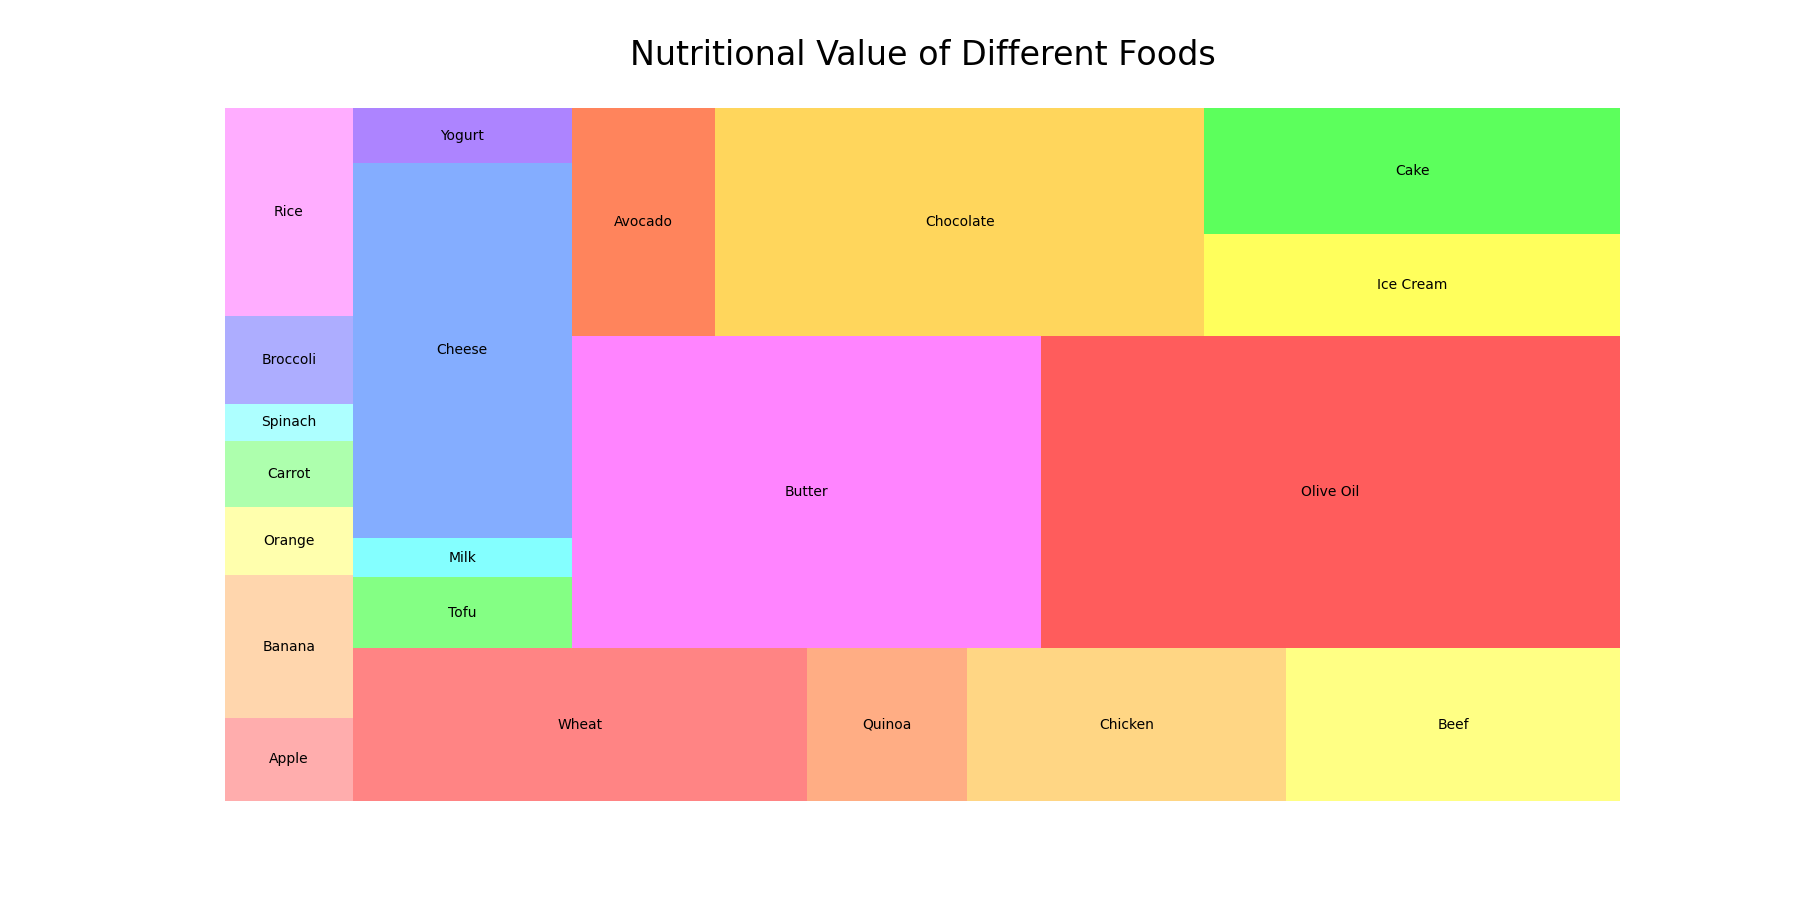 Nutritional Value of Different Foods
Yogurt
Cake
Rice
Avocado
Chocolate
Ice Cream
Cheese
Broccoli
Spinach
Carrot
Butter
Olive Oil
Orange
Milk
Tofu
Banana
Wheat
Quinoa
Chicken
Beef
Apple